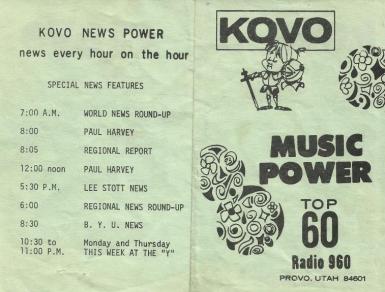 KOVO NEWS POWER
news every hour on the hour
SPECIAL NEWS FEATURES
7:00 A.M. WORLD NEWS ROUND-UP
8:00 PAUL HARVEY
8:05 REGIONAL REPORT
12:00 noon PAUL HARVEY
5:30 P.M. LEE STOTT NEWS
6:00 REGIONAL NEWS ROUND-UP
8:30 B. Y. U. NEWS
10:30 to Monday and Thursday
11:00 P.M. THIS WEEK AT THE "Y"
KOVO
MUSIC
POWER
TOP
60
Radio 960
PROVO, UTAH 84601